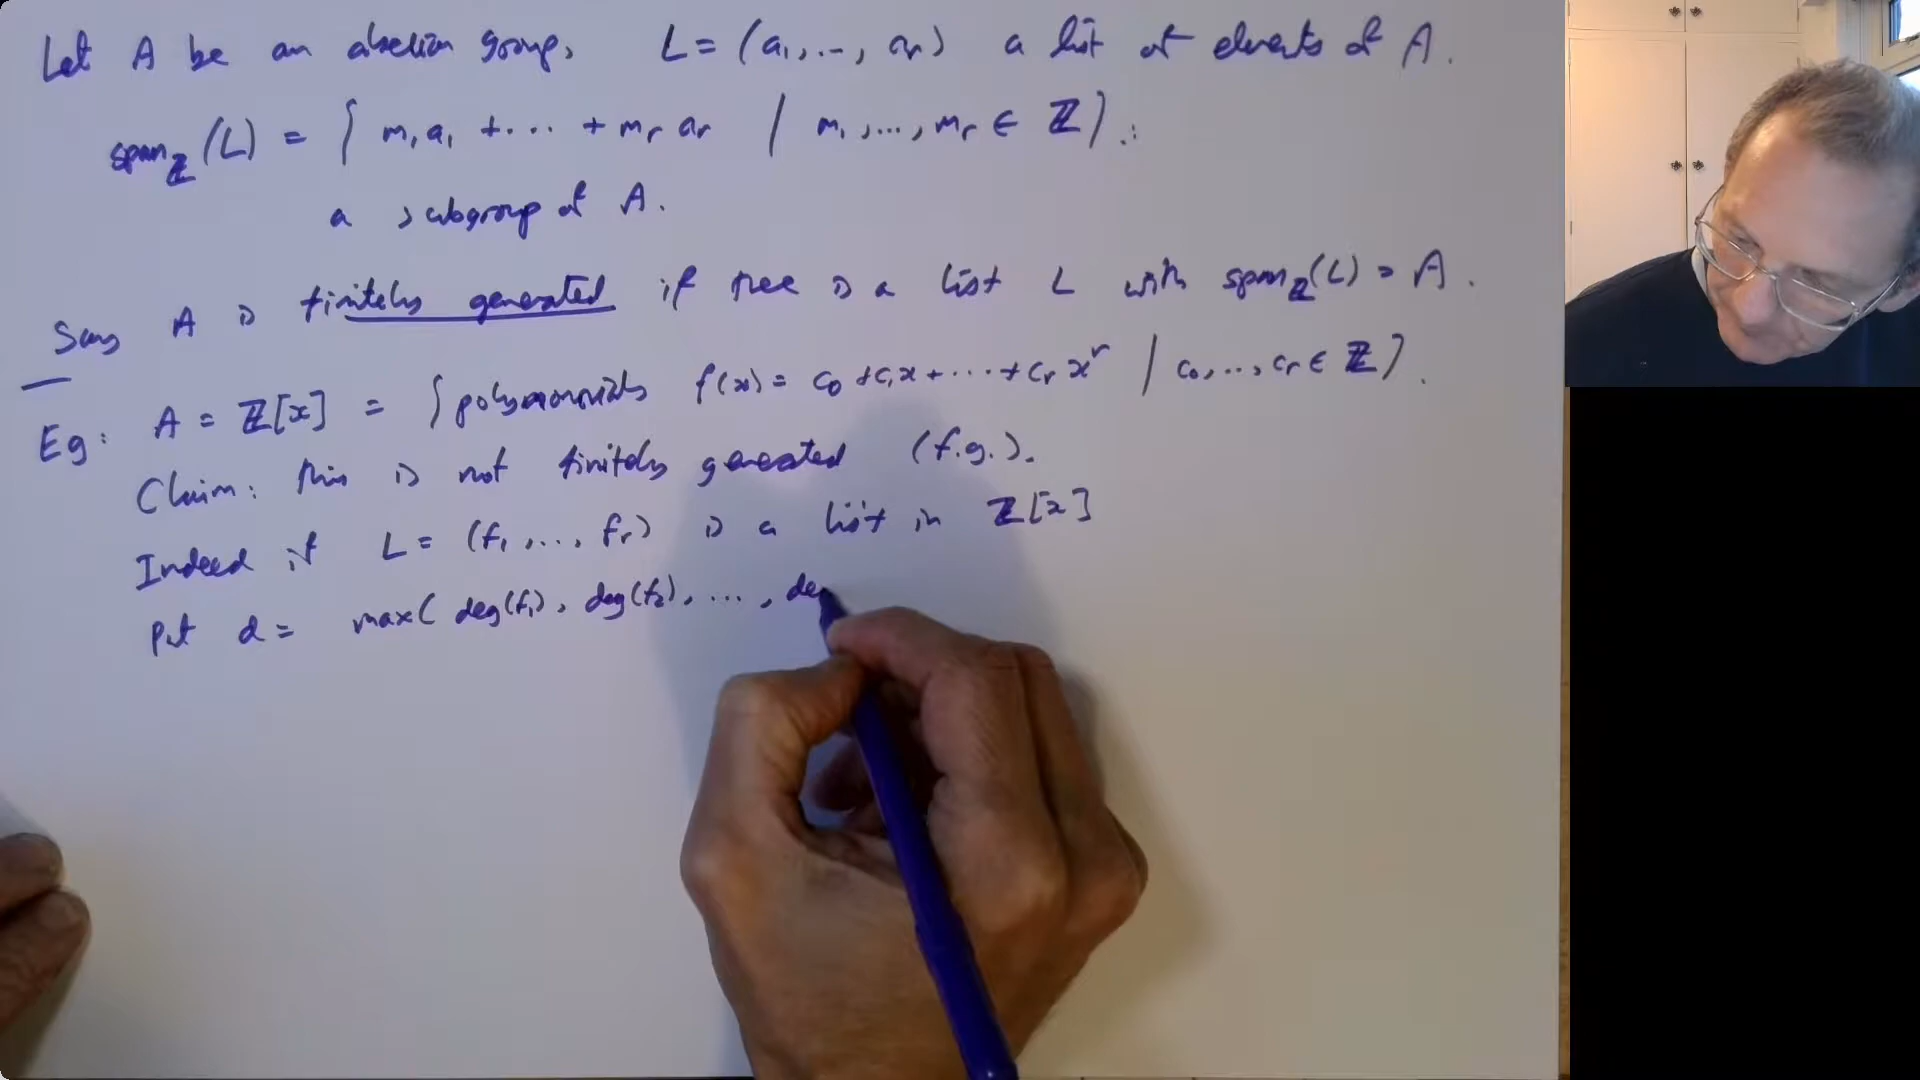 Let A be an abelian group, L = (a₁, ..., aᵣ) a list of elements of A.
span_ℤ(L) = { m₁a₁ + ··· + mᵣaᵣ | m₁, ..., mᵣ ∈ ℤ } :
a subgroup of A.
Say A is finitely generated if there is a list L with span_ℤ(L) = A.
Eg: A = ℤ[x] = { polynomials f(x) = c₀ + c₁x + ··· + cᵣxʳ | c₀, ..., cᵣ ∈ ℤ }.
Claim: this is not finitely generated (f.g.).
Indeed if L = (f₁, ..., fᵣ) is a list in ℤ[x]
Put d = max( deg(f₁), deg(f₂), ..., deg